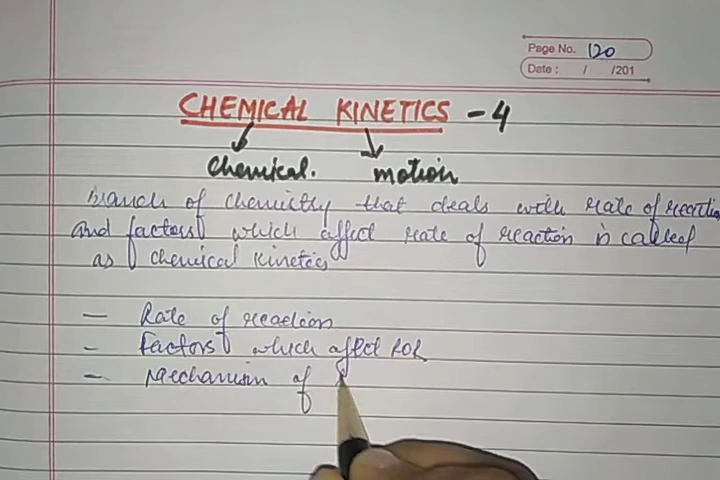 Page No. 120
Date : / /201
CHEMICAL KINETICS - 4
chemical. motion
Branch of chemistry that deals with rate of reaction
and factors which affect rate of reaction is called
as chemical kinetics
- Rate of reaction
- Factors which affect ROR
- Mechanism of